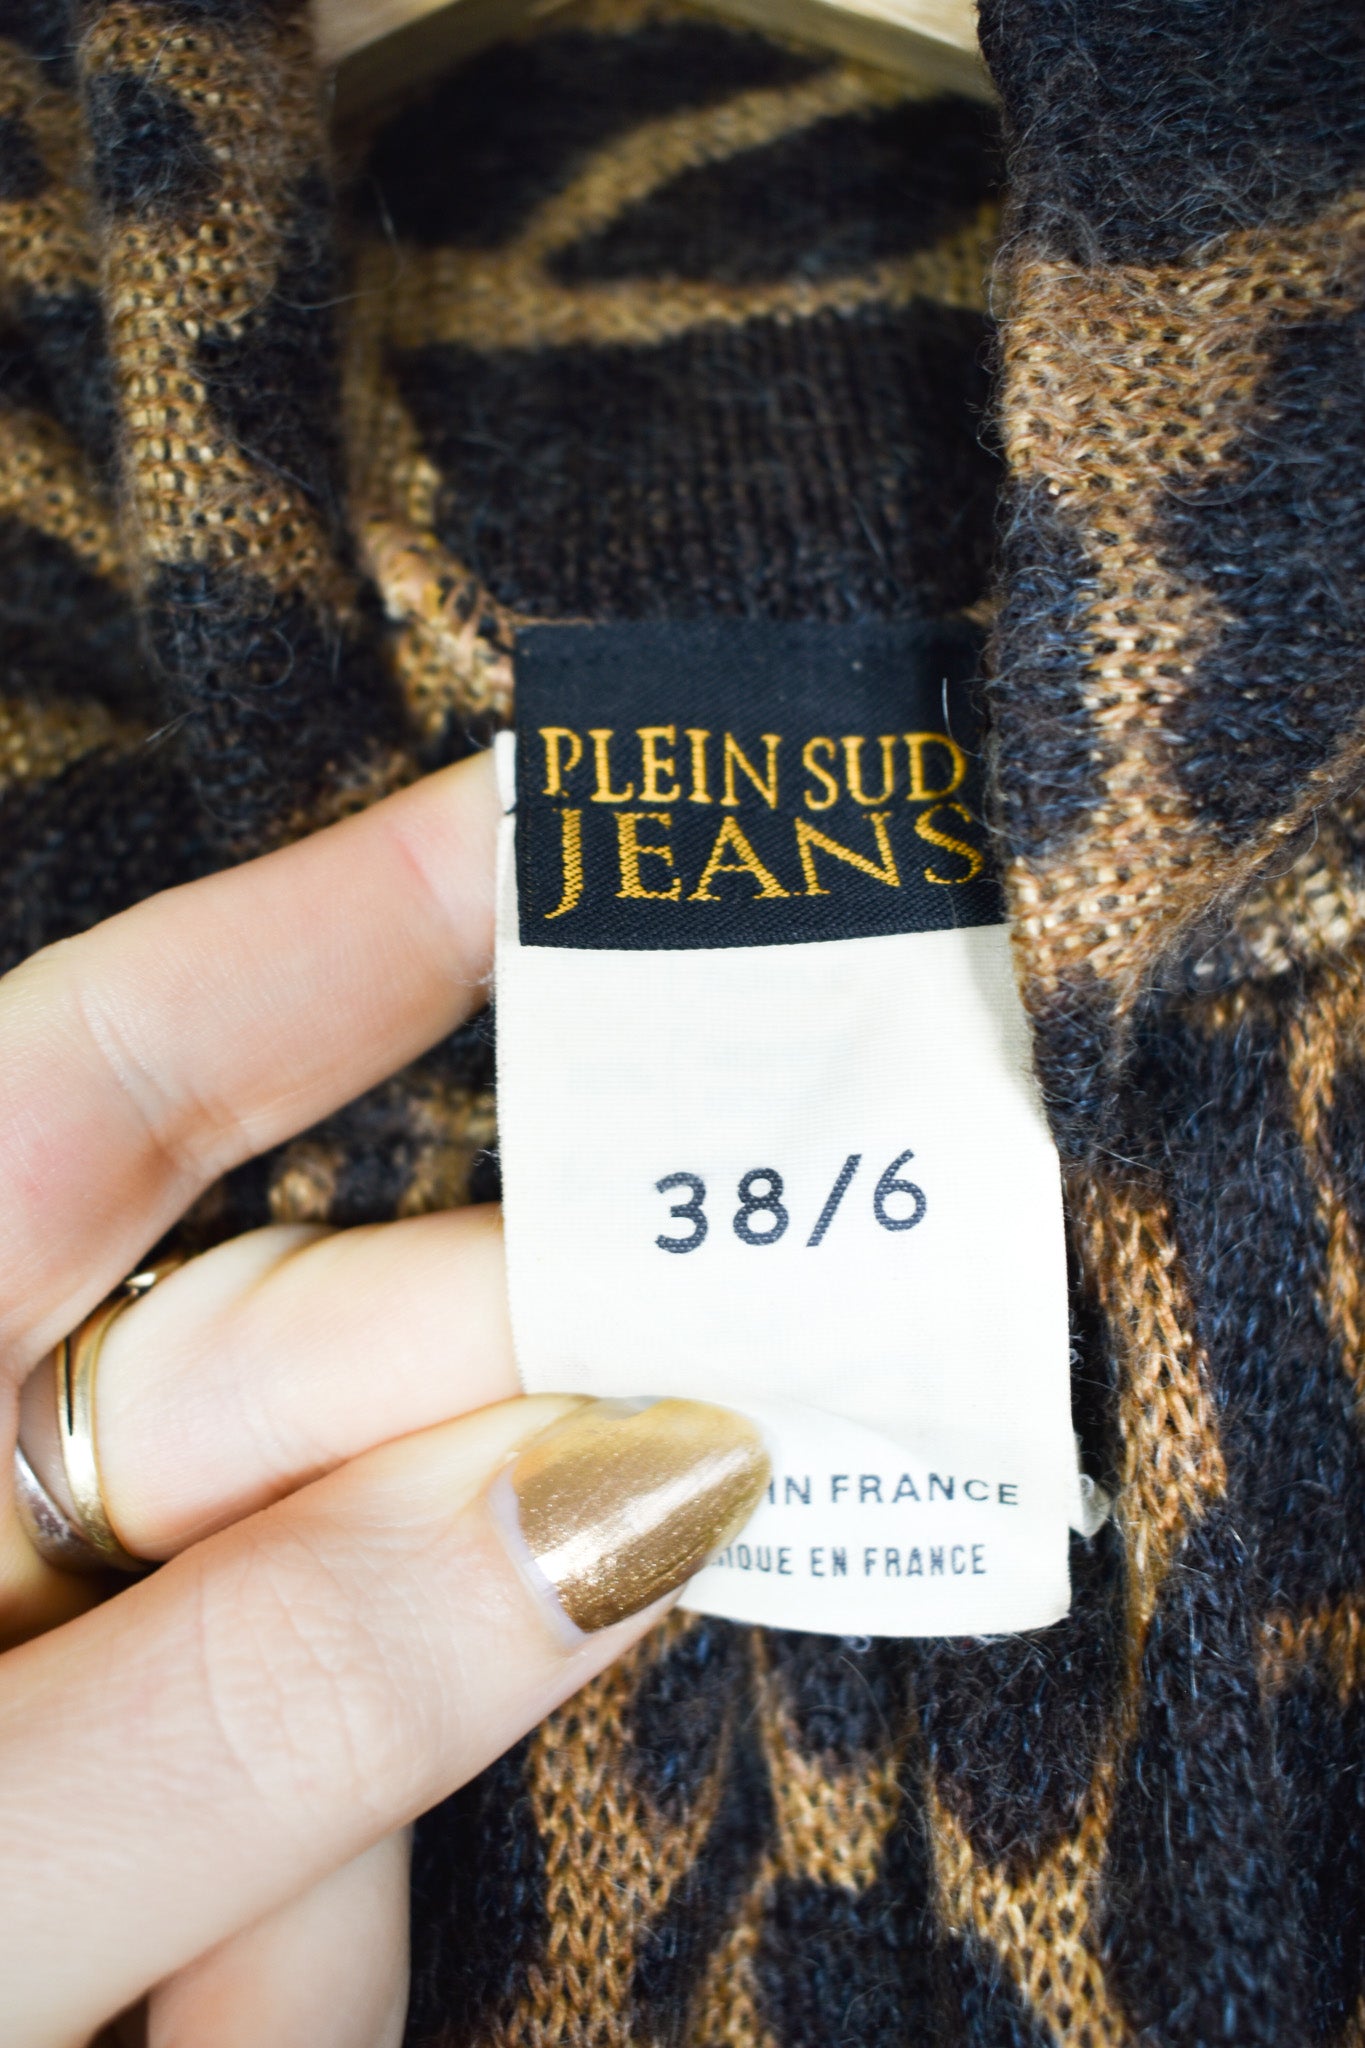 PLEIN SUD
JEANS
38/6
IN FRANCE
EN FRANCE